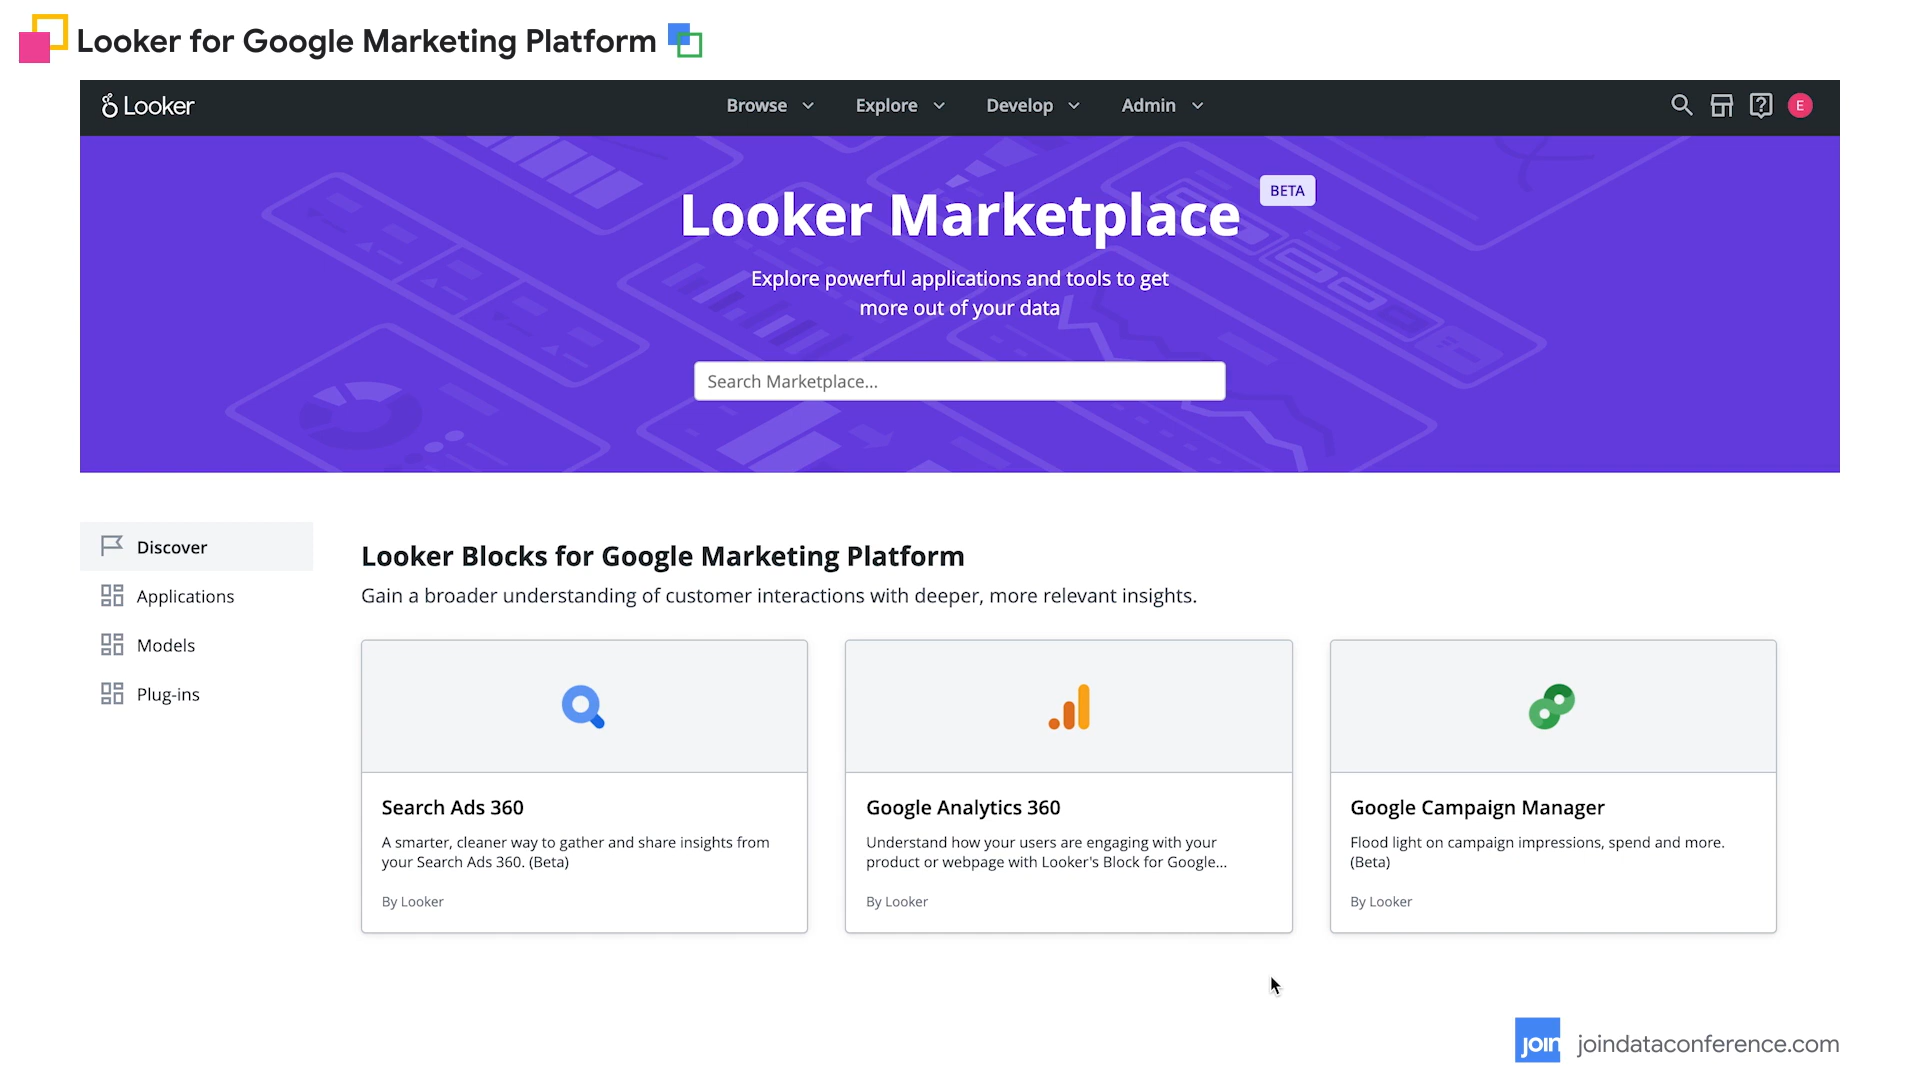 Looker for Google Marketing Platform
Looker
Browse
Explore
Develop
Admin
E
Looker Marketplace
BETA
Explore powerful applications and tools to get
more out of your data
Search Marketplace...
Discover
Applications
Models
Plug-ins
Looker Blocks for Google Marketing Platform
Gain a broader understanding of customer interactions with deeper, more relevant insights.
Search Ads 360
A smarter, cleaner way to gather and share insights from
your Search Ads 360. (Beta)
By Looker
Google Analytics 360
Understand how your users are engaging with your
product or webpage with Looker's Block for Google...
By Looker
Google Campaign Manager
Flood light on campaign impressions, spend and more.
(Beta)
By Looker
join
joindataconference.com